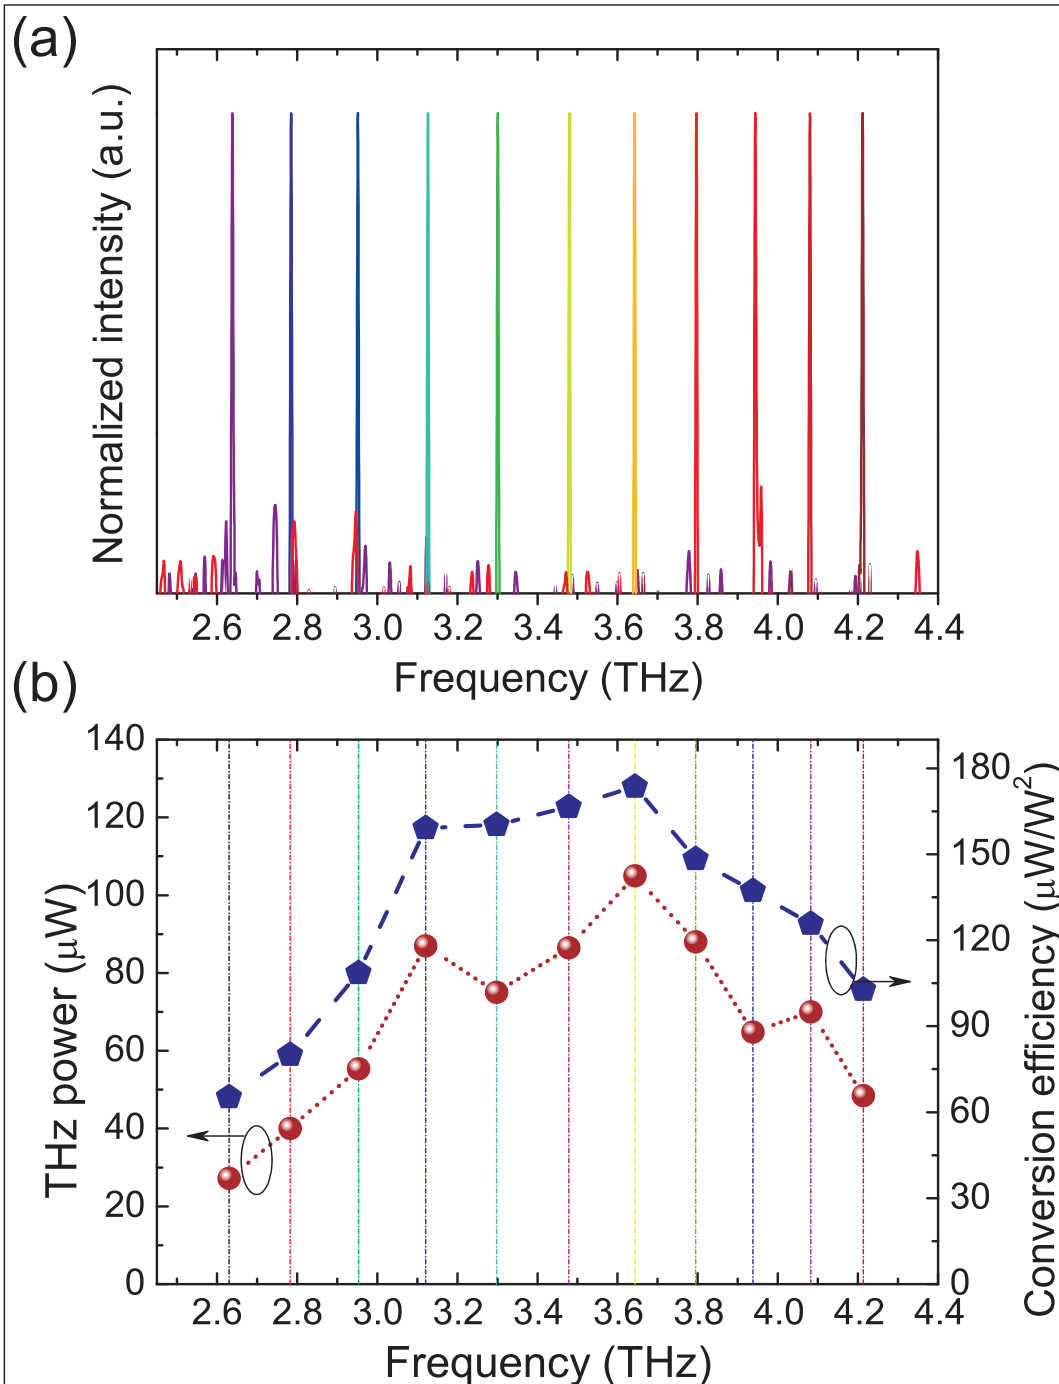 (a)
Normalized intensity (a.u.)
2.6 2.8 3.0 3.2 3.4 3.6 3.8 4.0 4.2 4.4
Frequency (THz)
(b)
THz power (μW)
140
120
100
80
60
40
20
0
180
150
120
90
60
30
0
Conversion efficiency (μW/W²)
2.6 2.8 3.0 3.2 3.4 3.6 3.8 4.0 4.2 4.4
Frequency (THz)